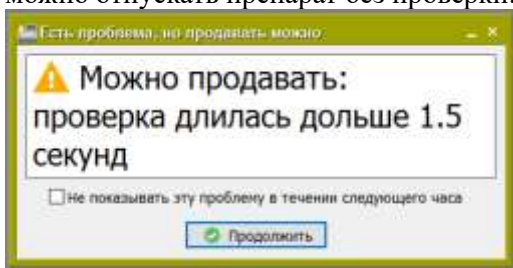 можно отпускать препарат без проверки.
Есть проблема, но продавать можно
Можно продавать:
проверка длилась дольше 1.5
секунд
Не показывать эту проблему в течении следующего часа
Продолжить